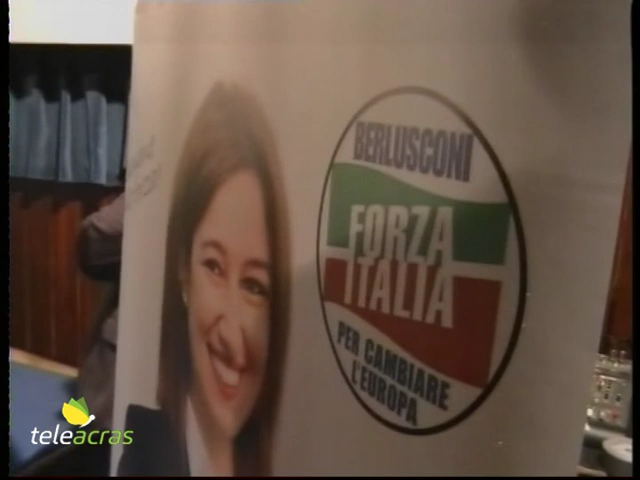 BERLUSCONI
FORZA
ITALIA
PER CAMBIARE
L'EUROPA
teleacras